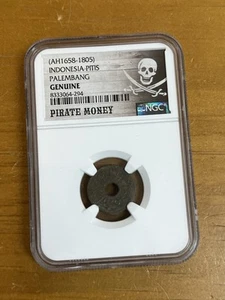 (AH1658-1805)
INDONESIA PITIS
PALEMBANG
GENUINE
8333064-294
NGC
PIRATE MONEY